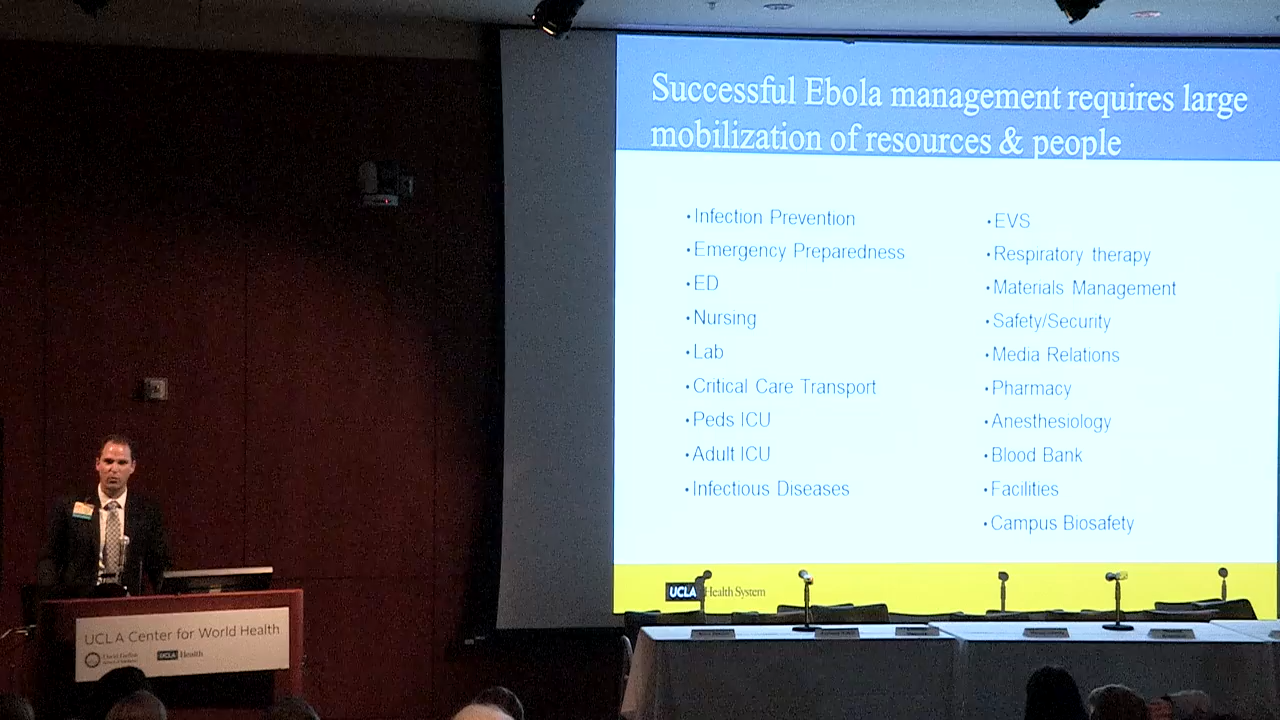 Successful Ebola management requires large
mobilization of resources & people
•Infection Prevention
•Emergency Preparedness
•ED
•Nursing
•Lab
•Critical Care Transport
•Peds ICU
•Adult ICU
•Infectious Diseases
•EVS
•Respiratory therapy
•Materials Management
•Safety/Security
•Media Relations
•Pharmacy
•Anesthesiology
•Blood Bank
•Facilities
•Campus Biosafety
UCLA Health System
UCLA Center for World Health
UCLA Health